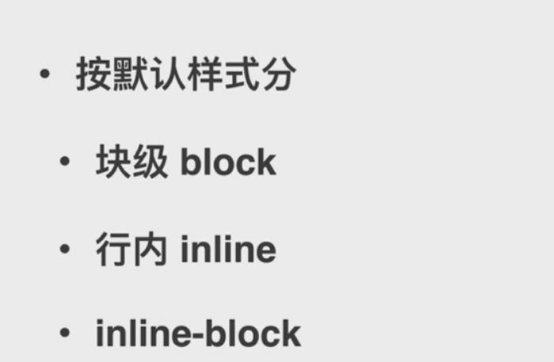 • 按默认样式分
• 块级 block
• 行内 inline
• inline-block